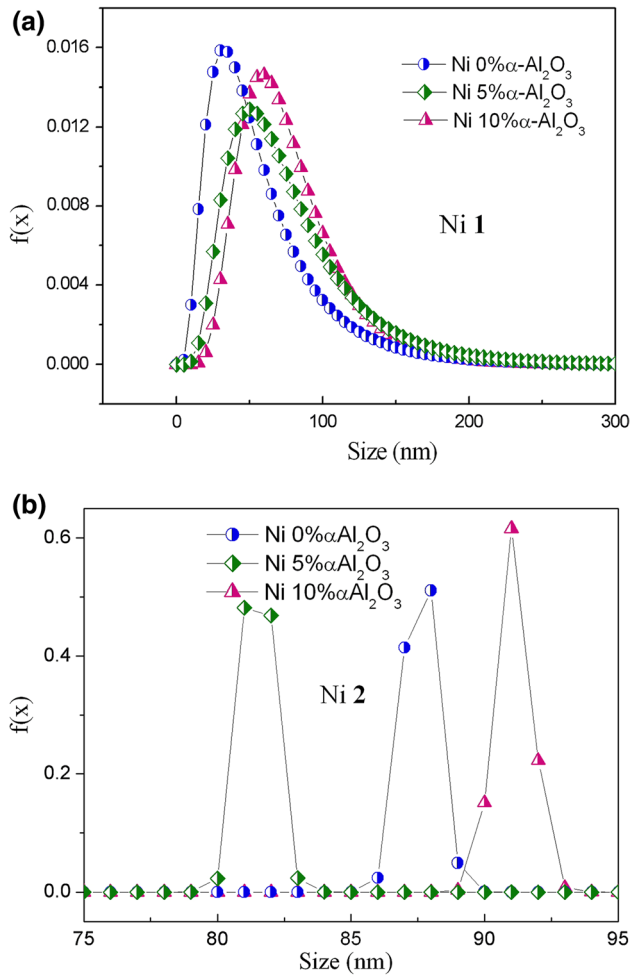 (a)
0.016
0.012
0.008
0.004
0.000
f(x)
Ni 0%α-Al₂O₃
Ni 5%α-Al₂O₃
Ni 10%α-Al₂O₃
Ni 1
0 100 200 300
Size (nm)
(b)
0.6
0.4
0.2
0.0
f(x)
Ni 0%αAl₂O₃
Ni 5%αAl₂O₃
Ni 10%αAl₂O₃
Ni 2
75 80 85 90 95
Size (nm)